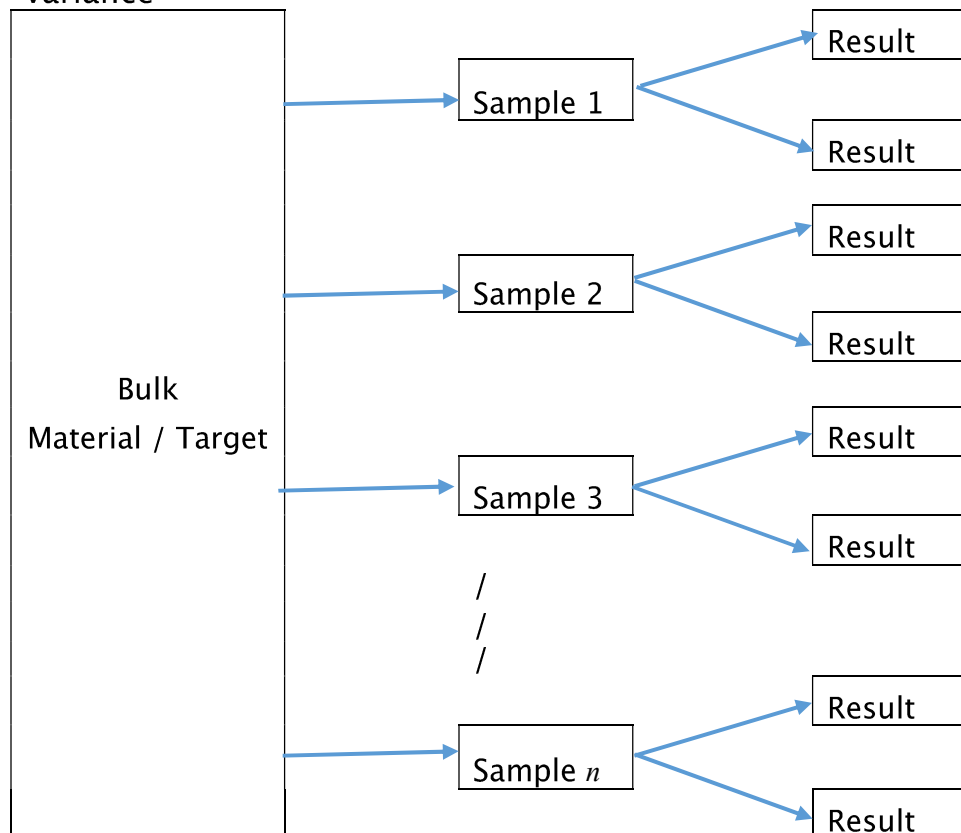 Result
Sample 1
Result
Result
Sample 2
Result
Bulk
Material / Target
Result
Sample 3
Result
/
/
/
Result
Sample n
Result